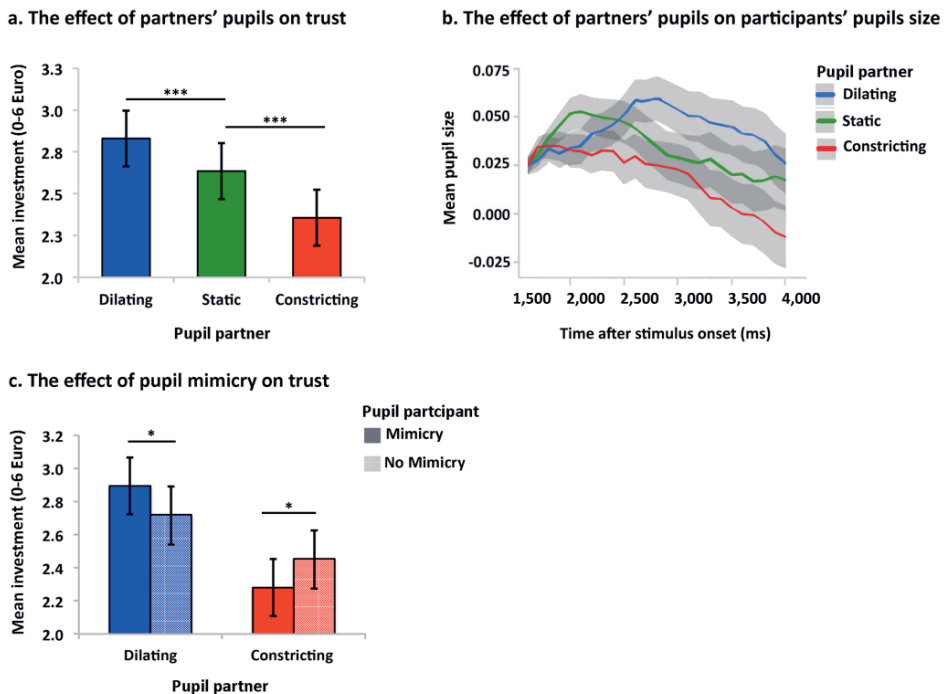 a. The effect of partners’ pupils on trust
Mean investment (0-6 Euro)
3.3
3.0
2.8
2.5
2.3
2.0
***
***
Dilating Static Constricting
Pupil partner
b. The effect of partners’ pupils on participants’ pupils size
Mean pupil size
0.075
0.050
0.025
0.000
-0.025
1,500 2,000 2,500 3,000 3,500 4,000
Time after stimulus onset (ms)
Pupil partner
Dilating
Static
Constricting
c. The effect of pupil mimicry on trust
Mean investment (0-6 Euro)
3.2
3.0
2.8
2.6
2.4
2.2
2.0
*
*
Dilating Constricting
Pupil partner
Pupil partcipant
Mimicry
No Mimicry